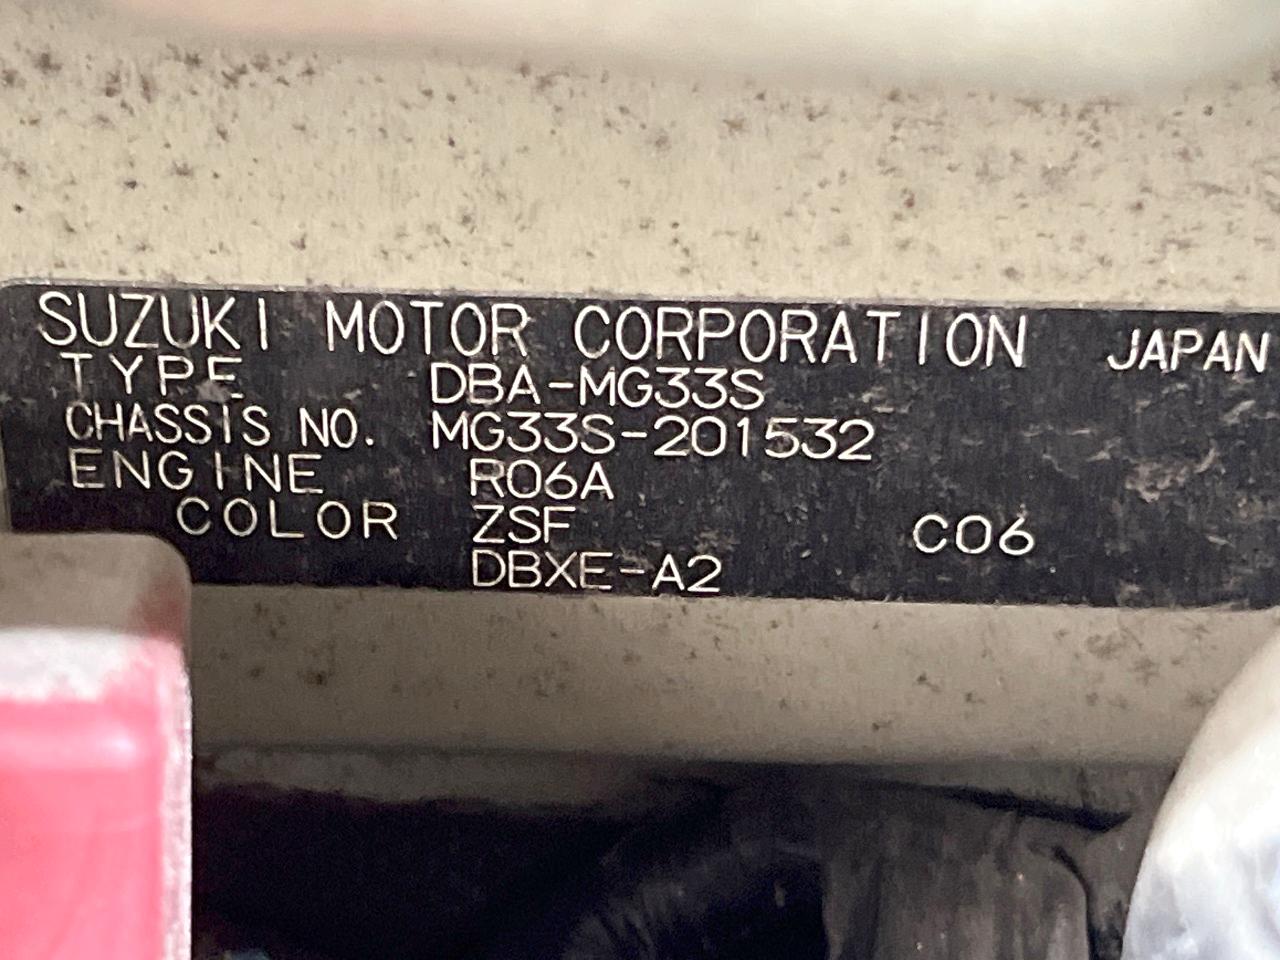 SUZUKI MOTOR CORPORATION JAPAN
TYPE DBA-MG33S
CHASSIS NO. MG33S-201532
ENGINE R06A
COLOR ZSF C06
DBXE-A2